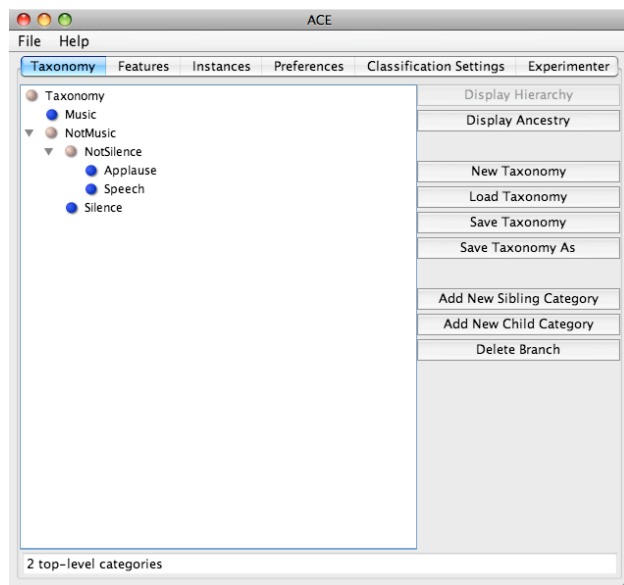 ACE
File Help
Taxonomy Features Instances Preferences Classification Settings Experimenter
Taxonomy
Music
NotMusic
NotSilence
Applause
Speech
Silence
Display Hierarchy
Display Ancestry
New Taxonomy
Load Taxonomy
Save Taxonomy
Save Taxonomy As
Add New Sibling Category
Add New Child Category
Delete Branch
2 top-level categories